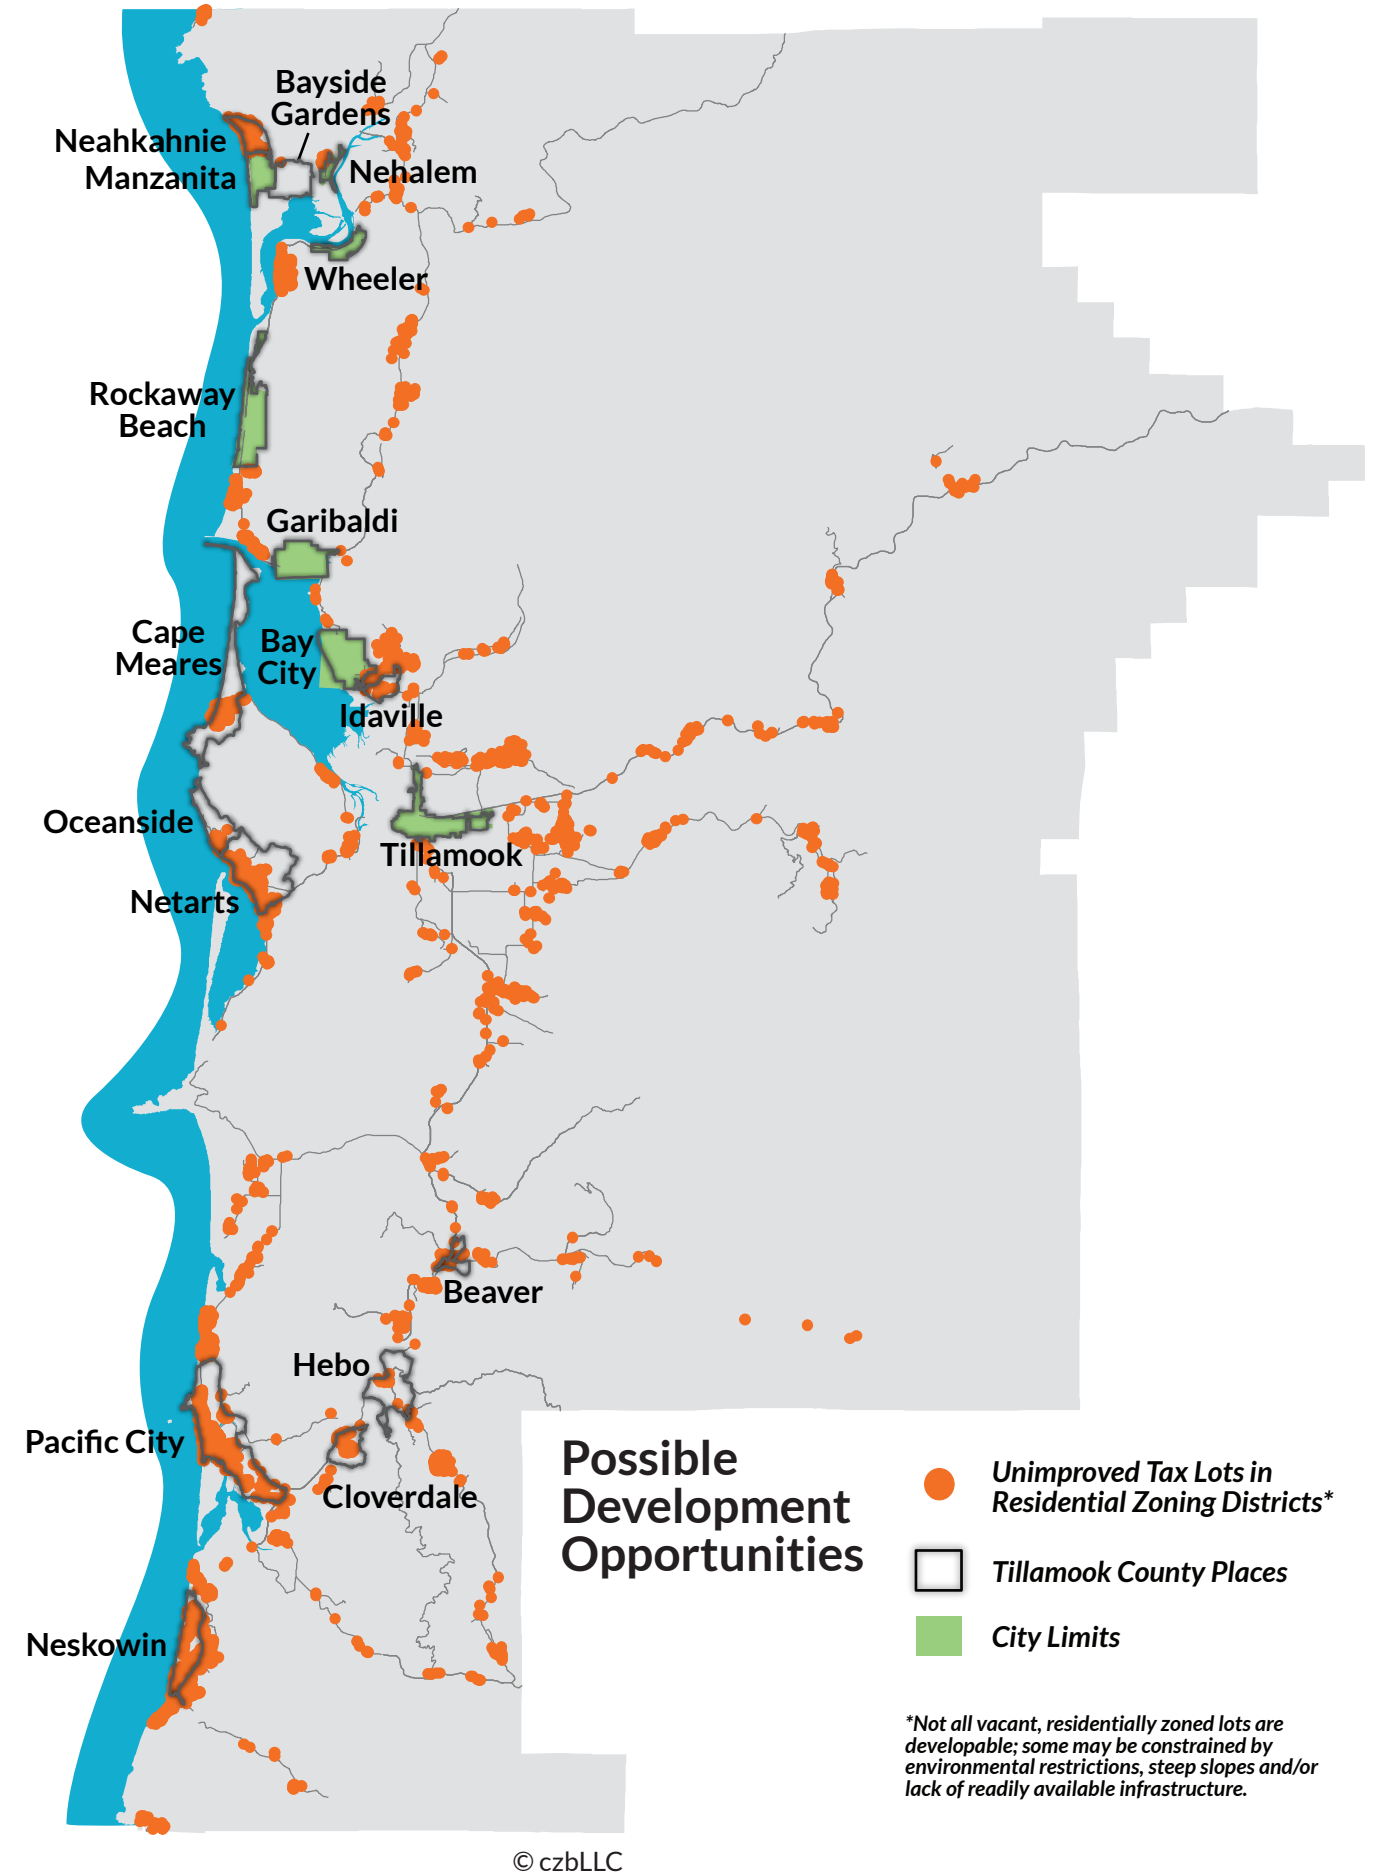 Bayside
Gardens
Neahkahnie
Manzanita
Nehalem
Wheeler
Rockaway
Beach
Garibaldi
Cape
Meares
Bay
City
Idaville
Oceanside
Tillamook
Netarts
Beaver
Hebo
Pacific City
Cloverdale
Neskowin
Possible
Development
Opportunities
Unimproved Tax Lots in
Residential Zoning Districts*
Tillamook County Places
City Limits
*Not all vacant, residentially zoned lots are
developable; some may be constrained by
environmental restrictions, steep slopes and/or
lack of readily available infrastructure.
© czbLLC